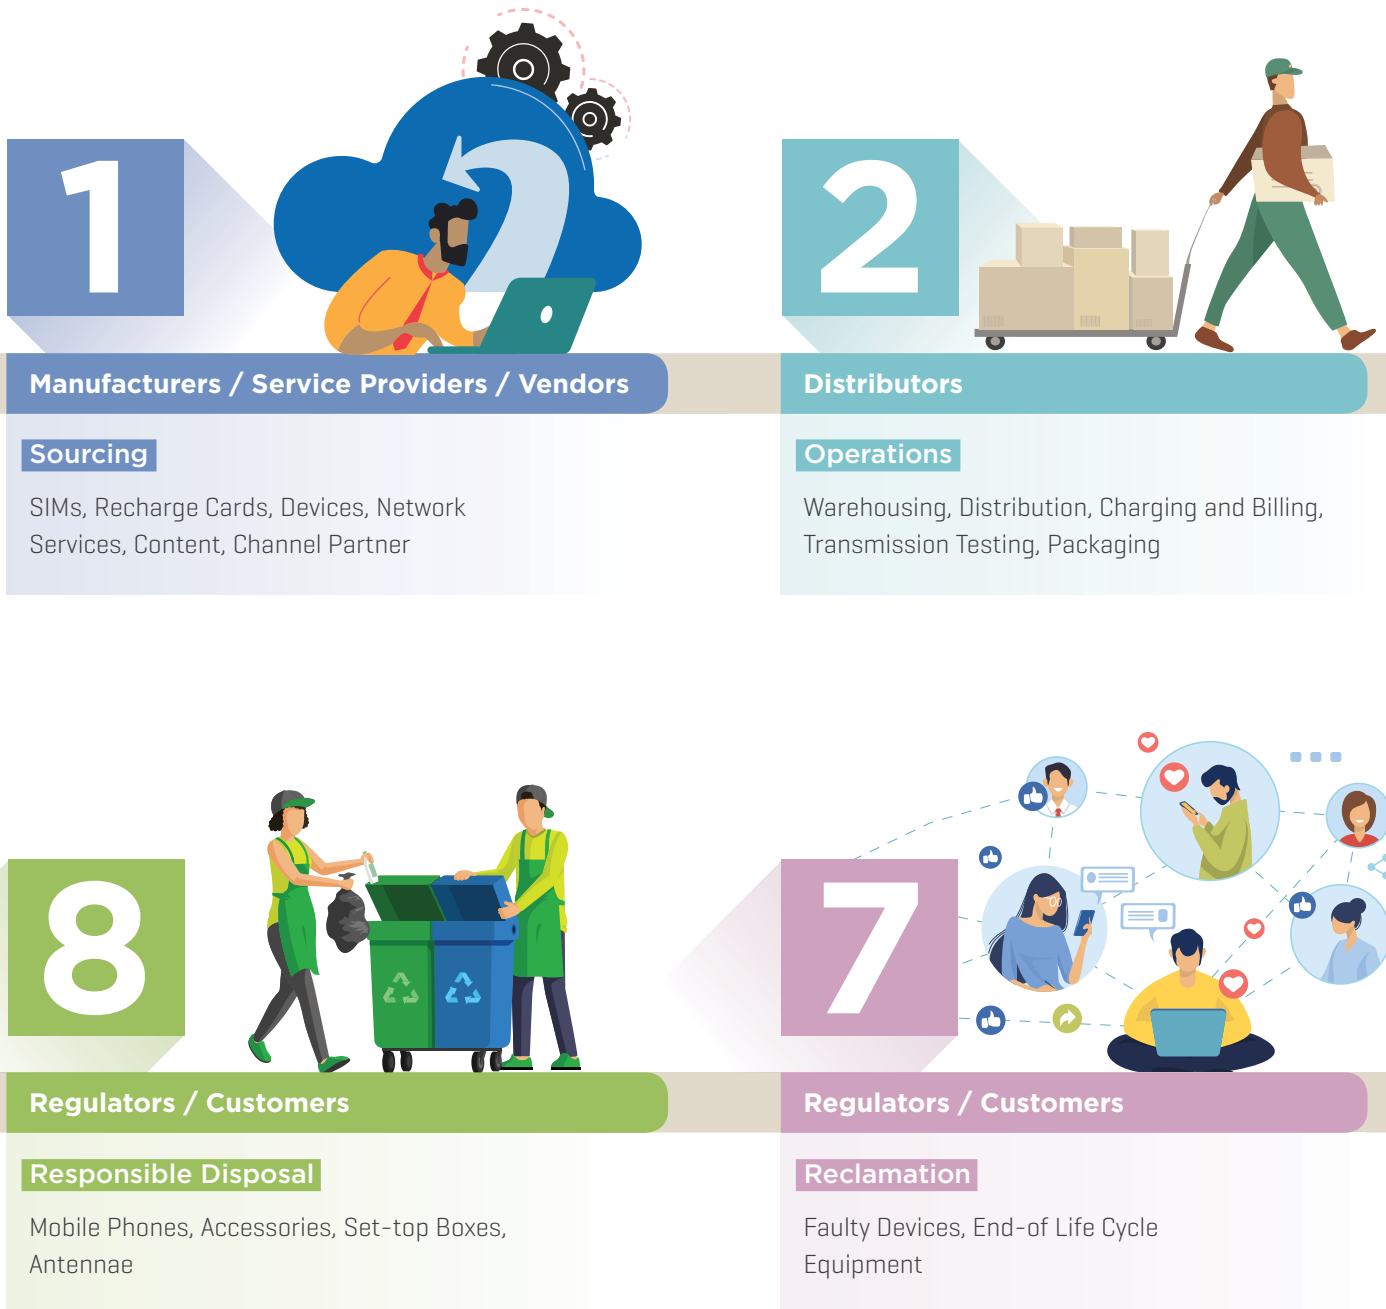 1
Manufacturers / Service Providers / Vendors
Sourcing
SIMs, Recharge Cards, Devices, Network
Services, Content, Channel Partner
2
Distributors
Operations
Warehousing, Distribution, Charging and Billing,
Transmission Testing, Packaging
8
Regulators / Customers
Responsible Disposal
Mobile Phones, Accessories, Set-top Boxes,
Antennae
7
Regulators / Customers
Reclamation
Faulty Devices, End-of Life Cycle
Equipment